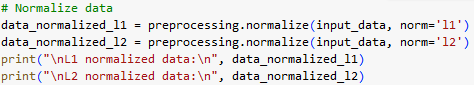 # Normalize data
data_normalized_l1 = preprocessing.normalize(input_data, norm='l1')
data_normalized_l2 = preprocessing.normalize(input_data, norm='l2')
print("\nL1 normalized data:\n", data_normalized_l1)
print("\nL2 normalized data:\n", data_normalized_l2)